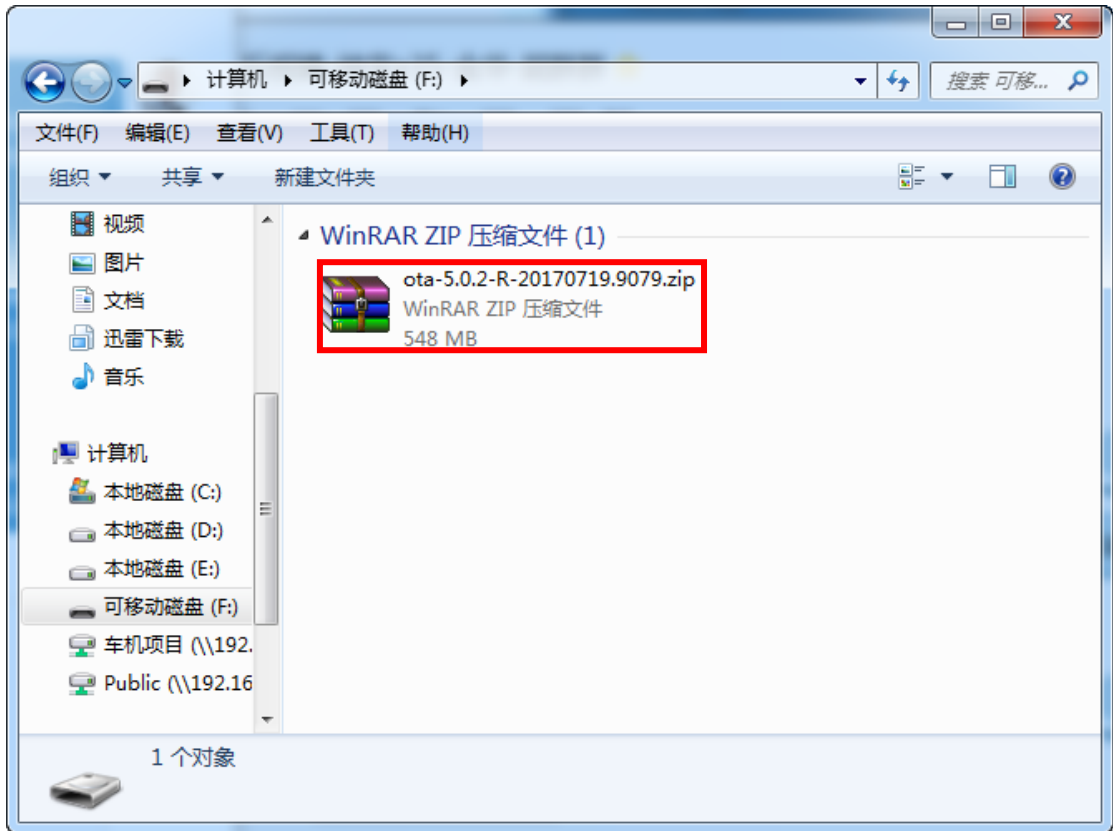 计算机 可移动磁盘 (F:)
搜索 可移...
文件(F) 编辑(E) 查看(V) 工具(T) 帮助(H)
组织 共享 新建文件夹
视频
图片
文档
迅雷下载
音乐
计算机
本地磁盘 (C:)
本地磁盘 (D:)
本地磁盘 (E:)
可移动磁盘 (F:)
车机项目 (\\192.
Public (\\192.16
WinRAR ZIP 压缩文件 (1)
ota-5.0.2-R-20170719.9079.zip
WinRAR ZIP 压缩文件
548 MB
1 个对象